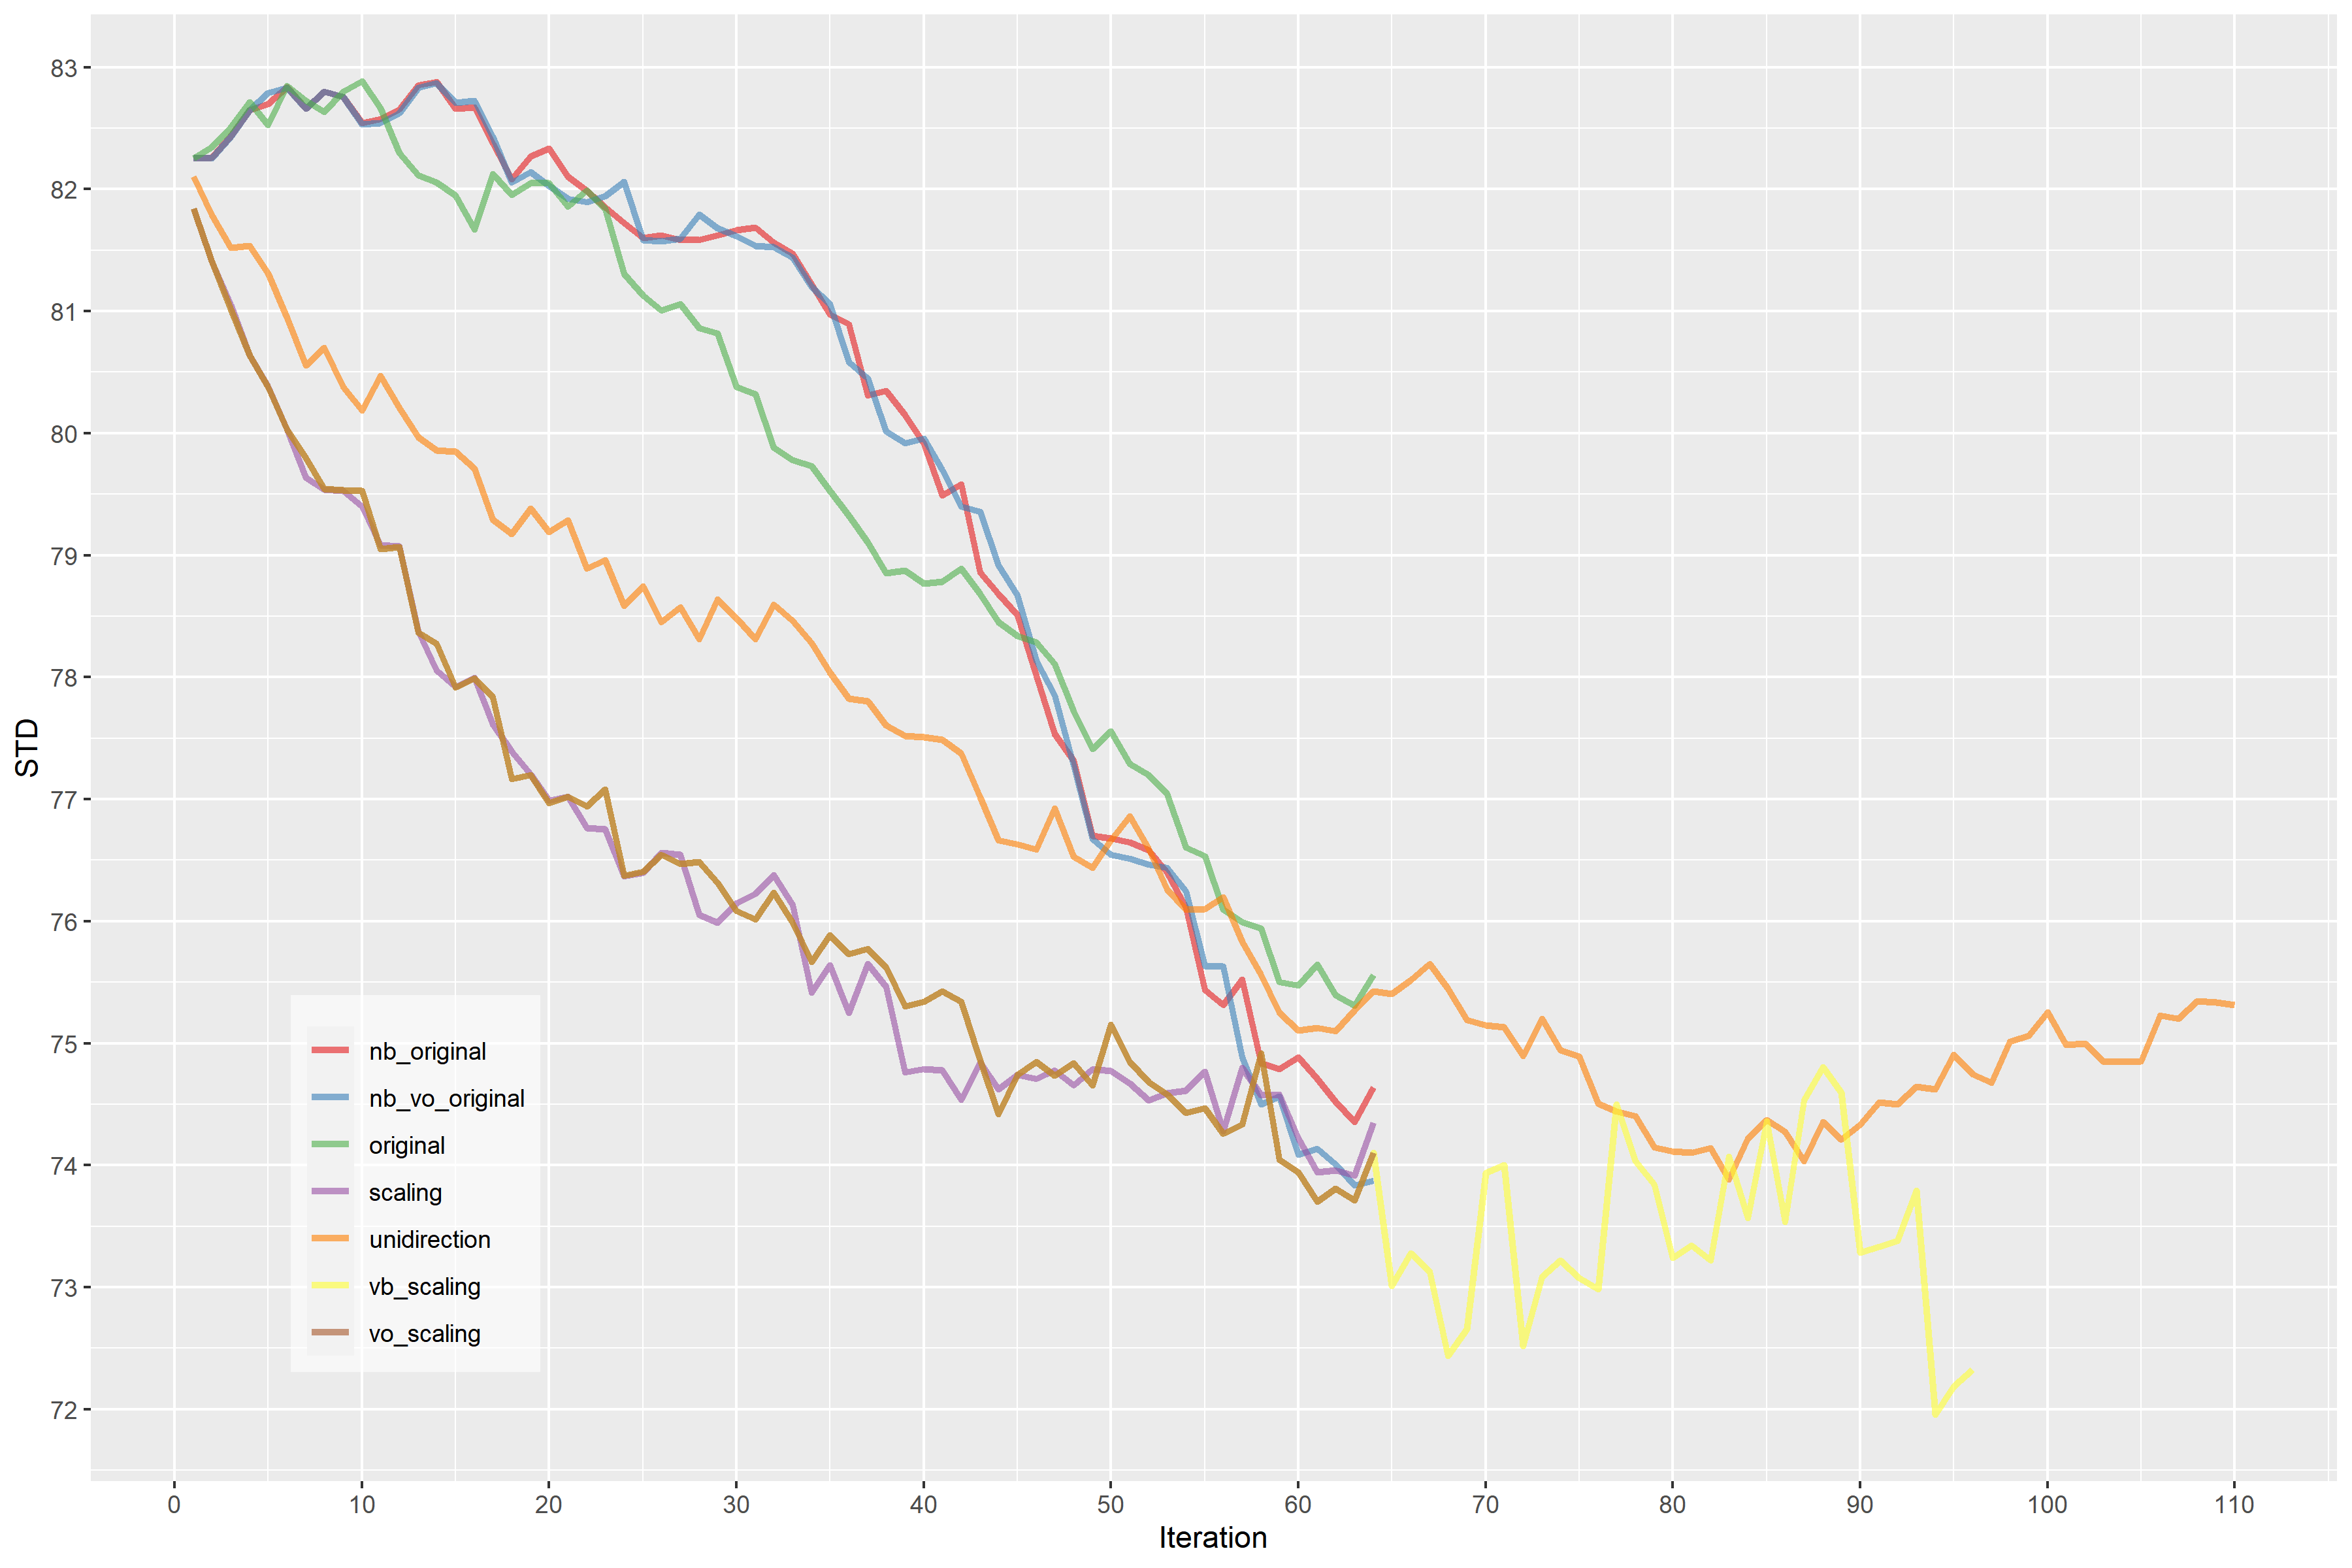 83
82
81
80
79
78
77
76
75
74
73
72
STD
nb_original
nb_vo_original
original
scaling
unidirection
vb_scaling
vo_scaling
0 10 20 30 40 50 60 70 80 90 100 110
Iteration